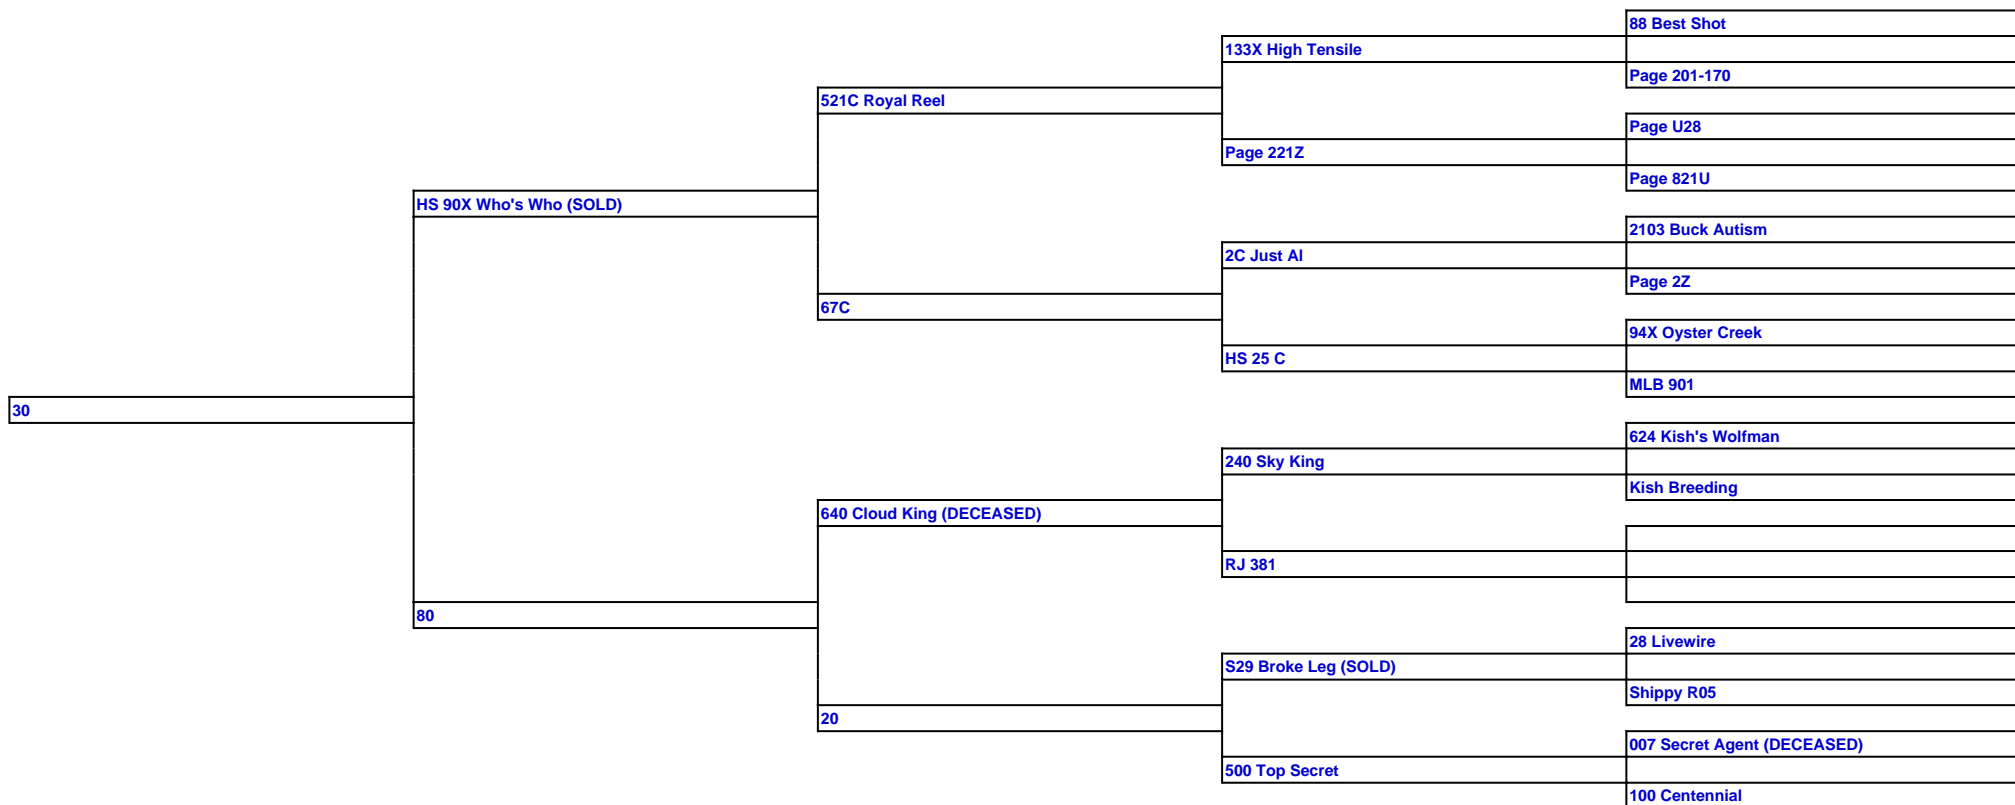 88 Best Shot
133X High Tensile
Page 201-170
521C Royal Reel
Page U28
Page 221Z
Page 821U
HS 90X Who's Who (SOLD)
2103 Buck Autism
2C Just AI
Page 2Z
67C
94X Oyster Creek
HS 25 C
MLB 901
30
624 Kish's Wolfman
240 Sky King
Kish Breeding
640 Cloud King (DECEASED)
RJ 381
80
28 Livewire
S29 Broke Leg (SOLD)
Shippy R05
20
007 Secret Agent (DECEASED)
500 Top Secret
100 Centennial